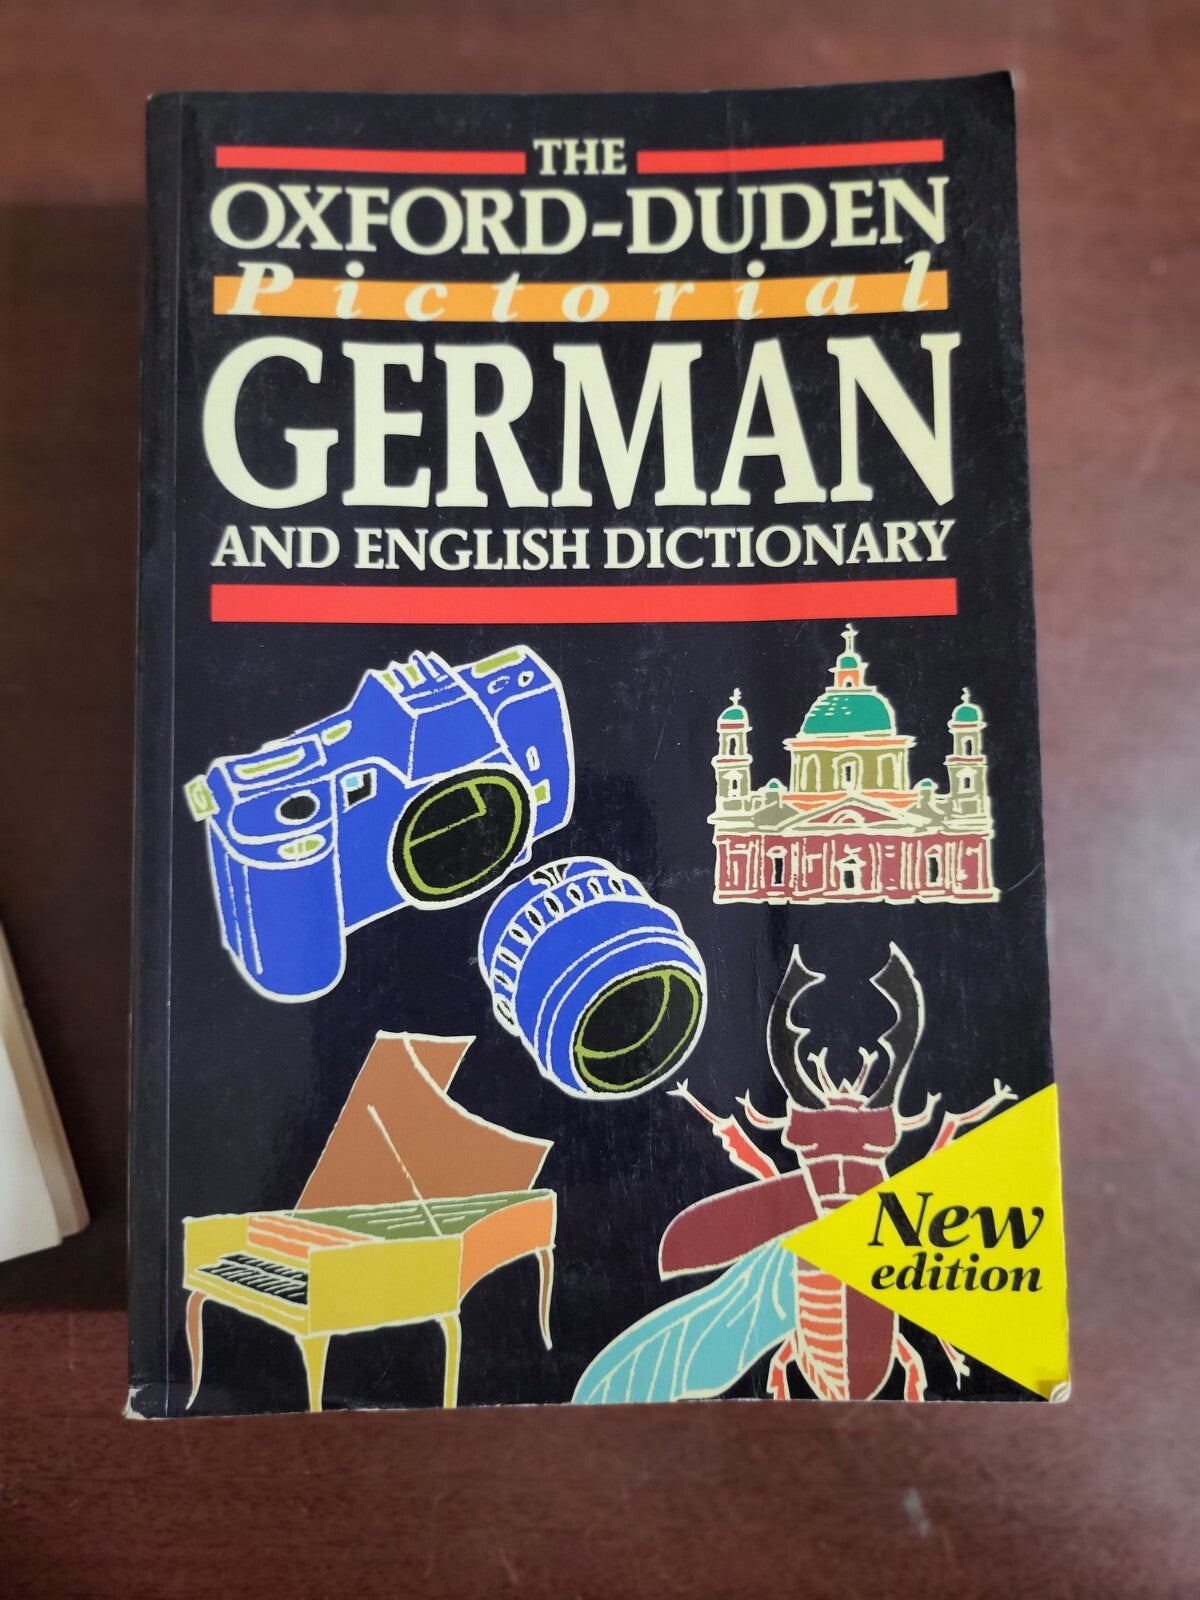 THE
OXFORD-DUDEN
Pictorial
GERMAN
AND ENGLISH DICTIONARY
New
edition